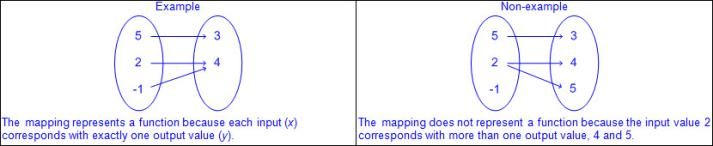 Example
5 3
2 4
-1
The mapping represents a function because each input (x)
corresponds with exactly one output value (y).
Non-example
5 3
2 4
-1 5
The mapping does not represent a function because the input value 2
corresponds with more than one output value, 4 and 5.